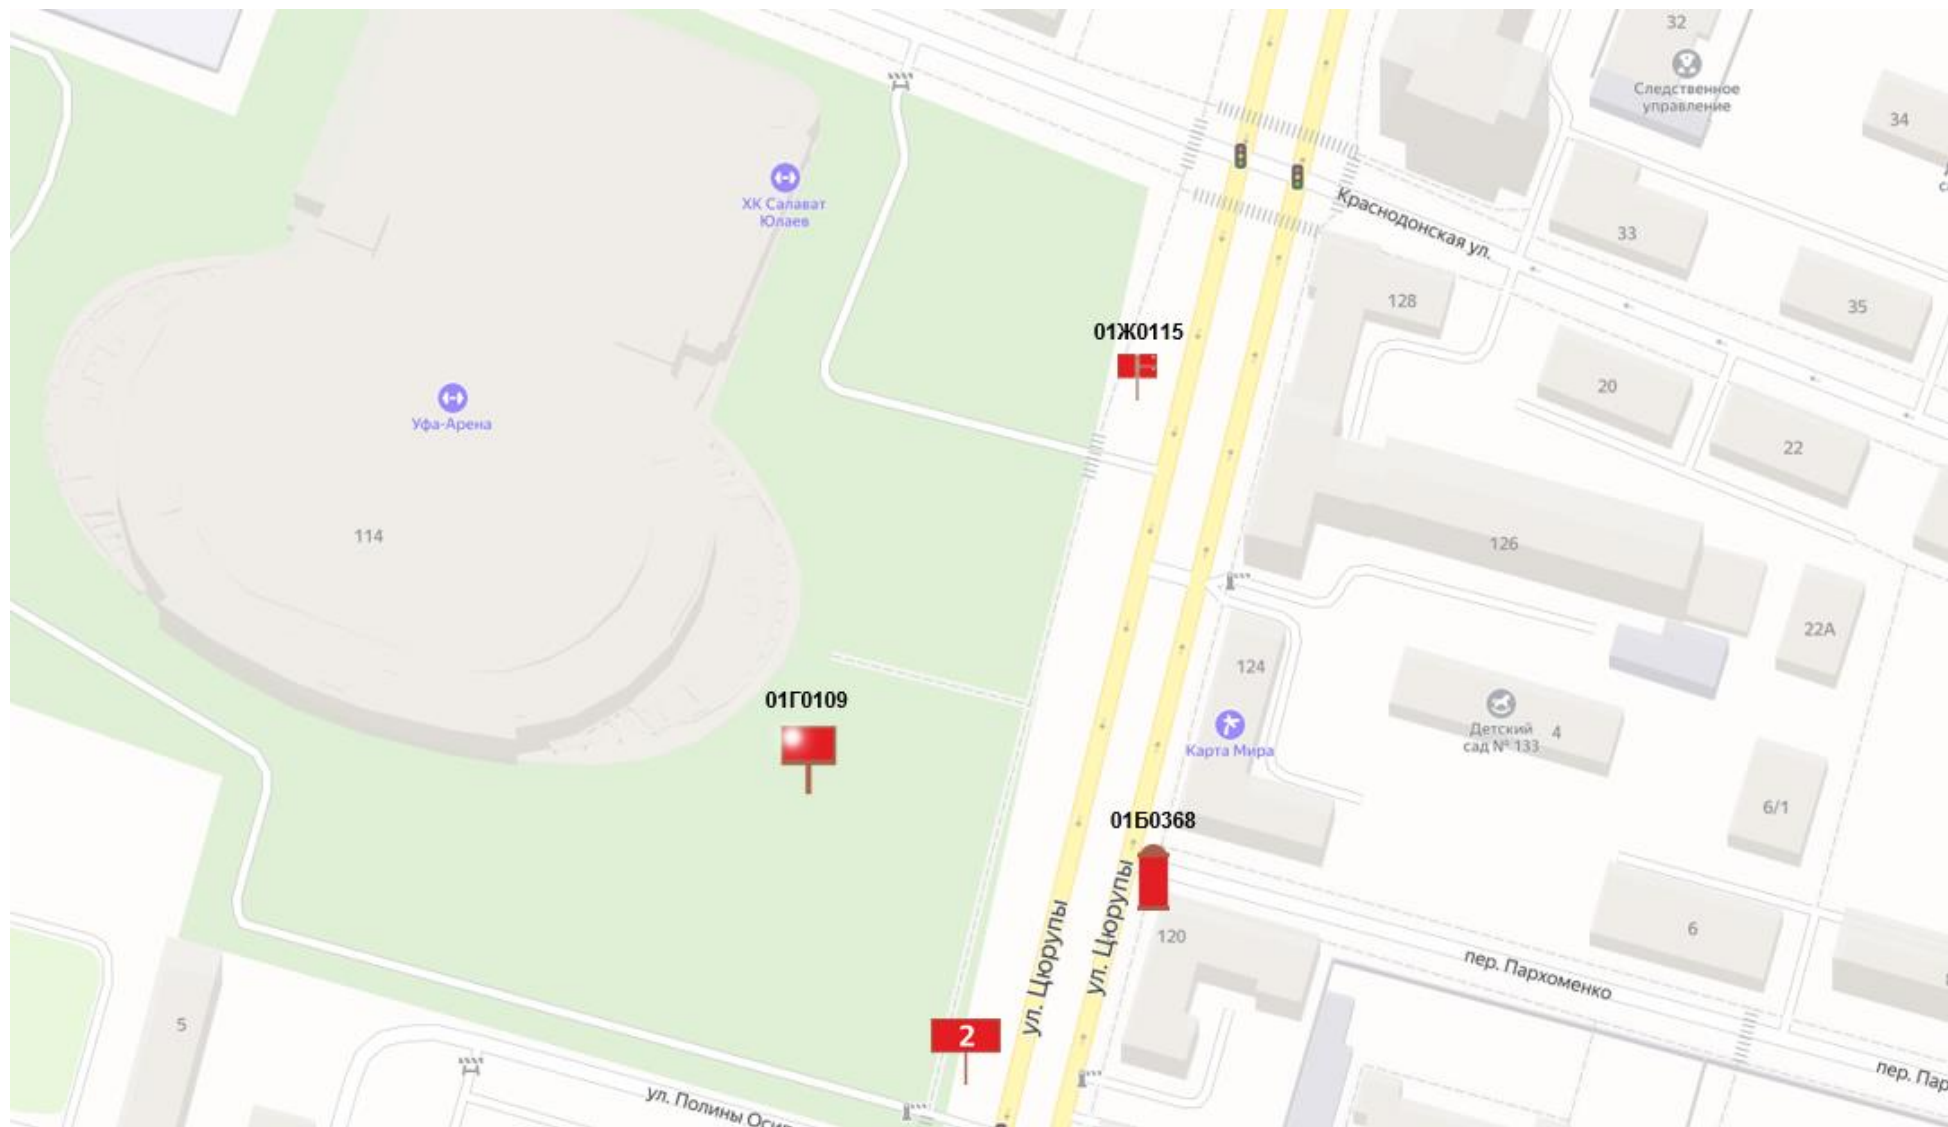 32
Следственное
управление
34
ХК Салават
Юлаев
Краснодонская ул.
33
128
35
01Ж0115
20
Уфа-Арена
22
114
126
22А
124
01Г0109
Детский
сад № 133
4
Карта Мира
6/1
01Б0368
ул. Цюрупы
ул. Цюрупы
120
6
пер. Пархоменко
5
2
ул. Полины
пер.